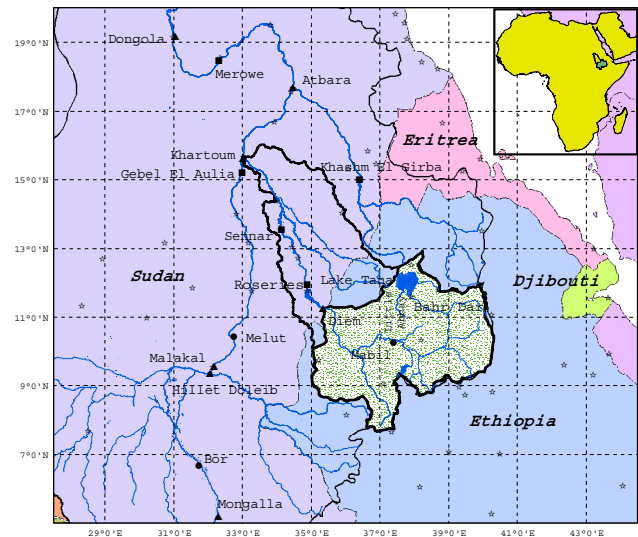 19°0'N
Dongola
Merowe
Atbara
17°0'N
Eritrea
Khartoum
Khashm El Girba
Gebel El Aulia
15°0'N
Sennar
13°0'N
Sudan
Lake Tana
Djibouti
Roseries
Bahr Dar
11°0'N
Diem
Melut
Kabil
Malakal
9°0'N
Hillet Doleib
Ethiopia
7°0'N
Bor
Mongalla
29°0'E 31°0'E 33°0'E 35°0'E 37°0'E 39°0'E 41°0'E 43°0'E